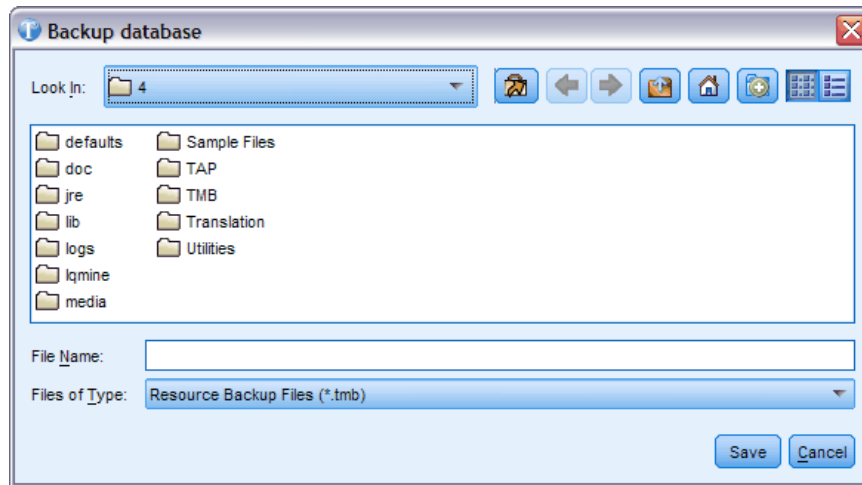 Backup database
Look In: 4
defaults Sample Files
doc TAP
jre TMB
lib Translation
logs Utilities
lqmine
media
File Name:
Files of Type: Resource Backup Files (*.tmb)
Save Cancel